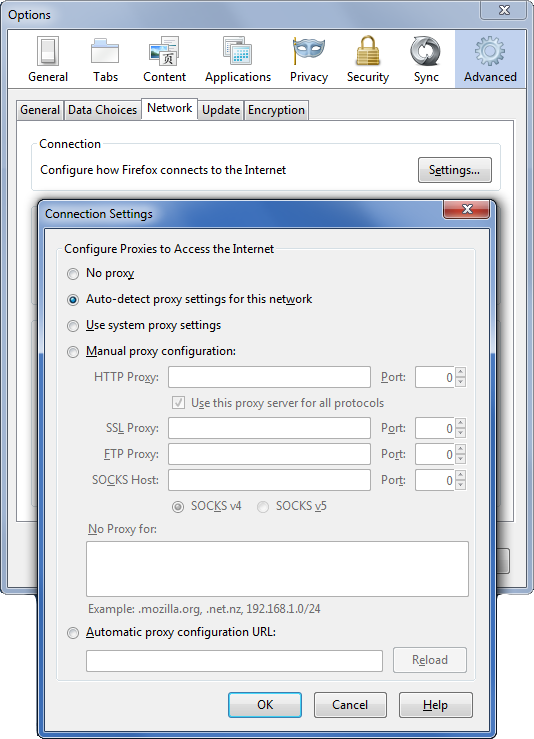 Options
General Tabs Content Applications Privacy Security Sync Advanced
General Data Choices Network Update Encryption
Connection
Configure how Firefox connects to the Internet Settings...
Connection Settings
Configure Proxies to Access the Internet
No proxy
Auto-detect proxy settings for this network
Use system proxy settings
Manual proxy configuration:
HTTP Proxy: Port: 0
Use this proxy server for all protocols
SSL Proxy: Port: 0
FTP Proxy: Port: 0
SOCKS Host: Port: 0
SOCKS v4 SOCKS v5
No Proxy for:
Example: .mozilla.org, .net.nz, 192.168.1.0/24
Automatic proxy configuration URL:
Reload
OK Cancel Help